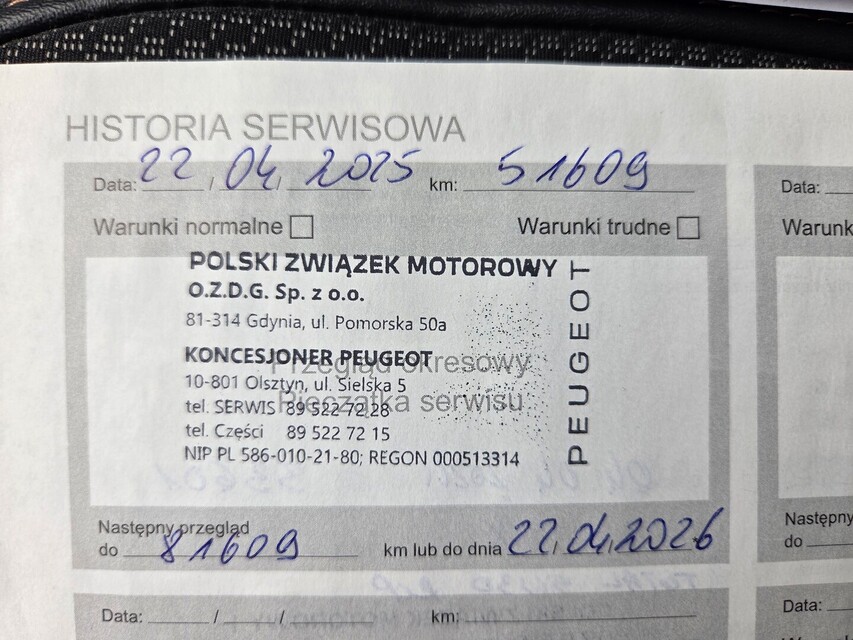 HISTORIA SERWISOWA
Data: 22 / 04 / 2025 km: 51609
Data:
Warunki normalne Warunki trudne
Warunk
POLSKI ZWIĄZEK MOTOROWY
O.Z.D.G. Sp. z o.o.
81-314 Gdynia, ul. Pomorska 50a
KONCESJONER PEUGEOT
Przegląd okresowy
10-801 Olsztyn, ul. Sielska 5
Pieczątka serwisu
tel. SERWIS 89 522 72 28
tel. Części 89 522 72 15
NIP PL 586-010-21-80; REGON 000513314
PEUGEOT
Następny przegląd
do 81609 km lub do dnia 22.04.2026
Następny
do
Data: / / km:
Data: